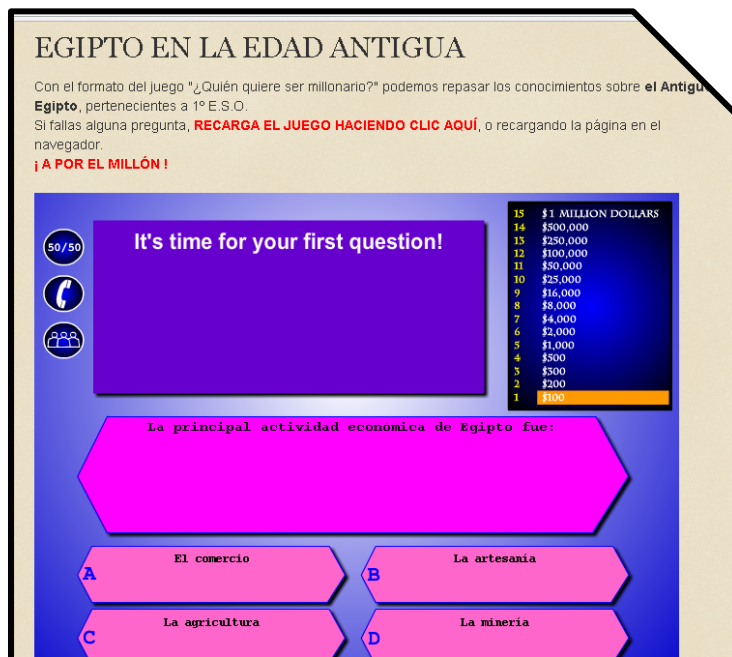 EGIPTO EN LA EDAD ANTIGUA
Con el formato del juego "¿Quién quiere ser millonario?" podemos repasar los conocimientos sobre el Antiguo
Egipto, pertenecientes a 1º E.S.O.
Si fallas alguna pregunta, RECARGA EL JUEGO HACIENDO CLIC AQUÍ, o recargando la página en el
navegador.
¡ A POR EL MILLÓN !
50/50
It's time for your first question!
15 $1 MILLION DOLLARS
14 $500,000
13 $250,000
12 $100,000
11 $50,000
10 $25,000
9 $16,000
8 $8,000
7 $4,000
6 $2,000
5 $1,000
4 $500
3 $300
2 $200
1 $100
La principal actividad económica de Egipto fue:
A El comercio
B La artesanía
C La agricultura
D La minería